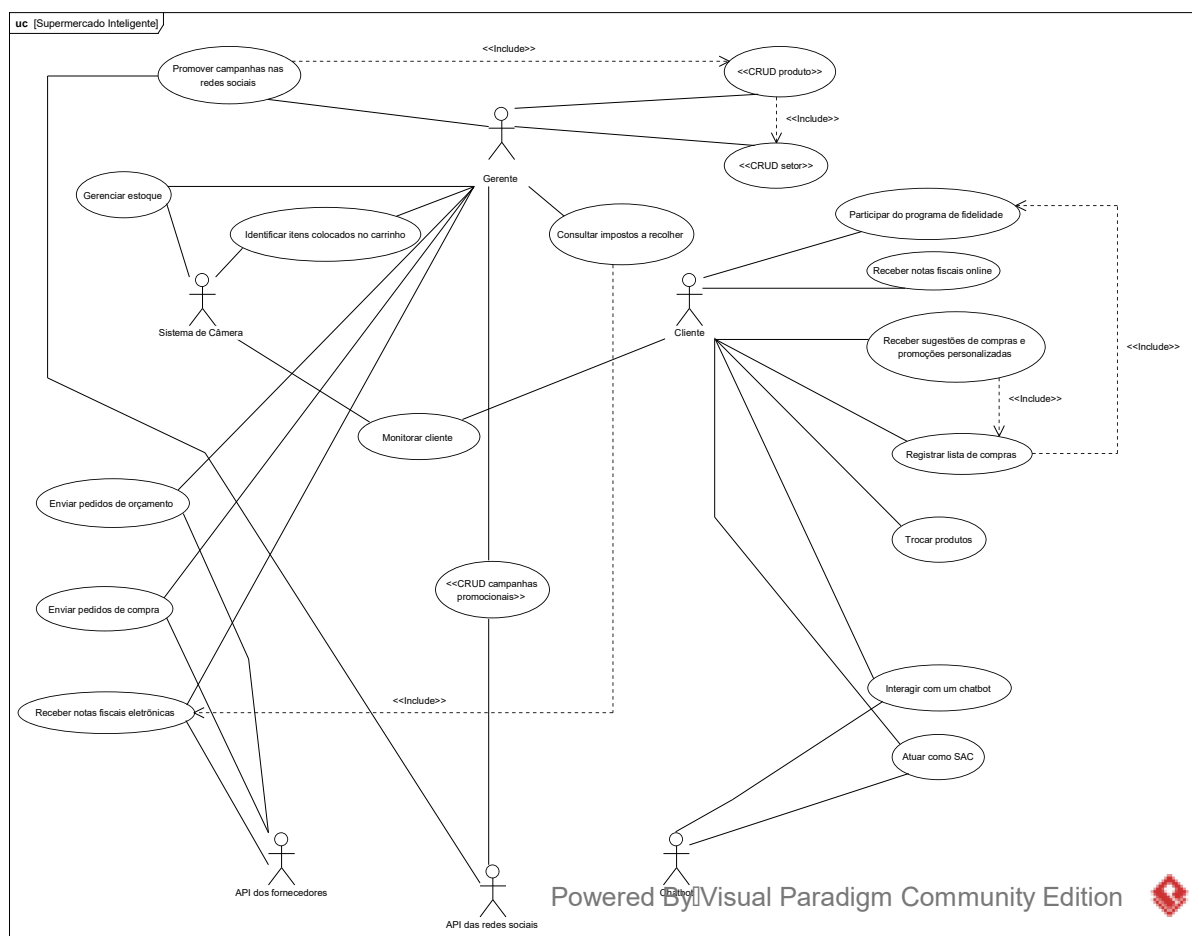 uc [Supermercado Inteligente]
<<Include>>
Promover campanhas nas
redes sociais
<<CRUD produto>>
<<Include>>
<<CRUD setor>>
Gerente
Gerenciar estoque
Identificar itens colocados no carrinho
Consultar impostos a recolher
Participar do programa de fidelidade
Receber notas fiscais online
Sistema de Câmera
Cliente
Receber sugestões de compras e
promoções personalizadas
<<Include>>
<<Include>>
Monitorar cliente
Registrar lista de compras
Enviar pedidos de orçamento
Trocar produtos
<<CRUD campanhas
promocionais>>
Enviar pedidos de compra
Interagir com um chatbot
<<Include>>
Receber notas fiscais eletrônicas
Atuar como SAC
API dos fornecedores
API das redes sociais
Chatbot
Powered By Visual Paradigm Community Edition